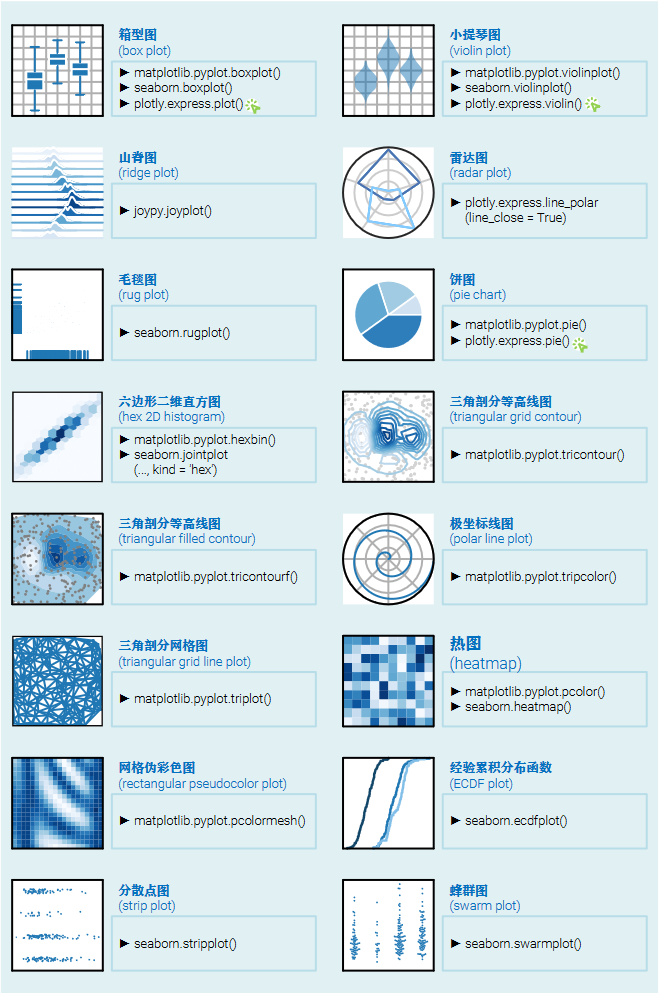 箱型图
(box plot)
► matplotlib.pyplot.boxplot()
► seaborn.boxplot()
► plotly.express.plot()
小提琴图
(violin plot)
► matplotlib.pyplot.violinplot()
► seaborn.violinplot()
► plotly.express.violin()
山脊图
(ridge plot)
► joypy.joyplot()
雷达图
(radar plot)
► plotly.express.line_polar
(line_close = True)
毛毯图
(rug plot)
► seaborn.rugplot()
饼图
(pie chart)
► matplotlib.pyplot.pie()
► plotly.express.pie()
六边形二维直方图
(hex 2D histogram)
► matplotlib.pyplot.hexbin()
► seaborn.jointplot
(..., kind = ‘hex’)
三角剖分等高线图
(triangular grid contour)
► matplotlib.pyplot.tricontour()
三角剖分等高线图
(triangular filled contour)
► matplotlib.pyplot.tricontourf()
极坐标线图
(polar line plot)
► matplotlib.pyplot.tripcolor()
三角剖分网格图
(triangular grid line plot)
► matplotlib.pyplot.triplot()
热图
(heatmap)
► matplotlib.pyplot.pcolor()
► seaborn.heatmap()
网格伪彩色图
(rectangular pseudocolor plot)
► matplotlib.pyplot.pcolormesh()
经验累积分布函数
(ECDF plot)
► seaborn.ecdfplot()
分散点图
(strip plot)
► seaborn.stripplot()
蜂群图
(swarm plot)
► seaborn.swarmplot()